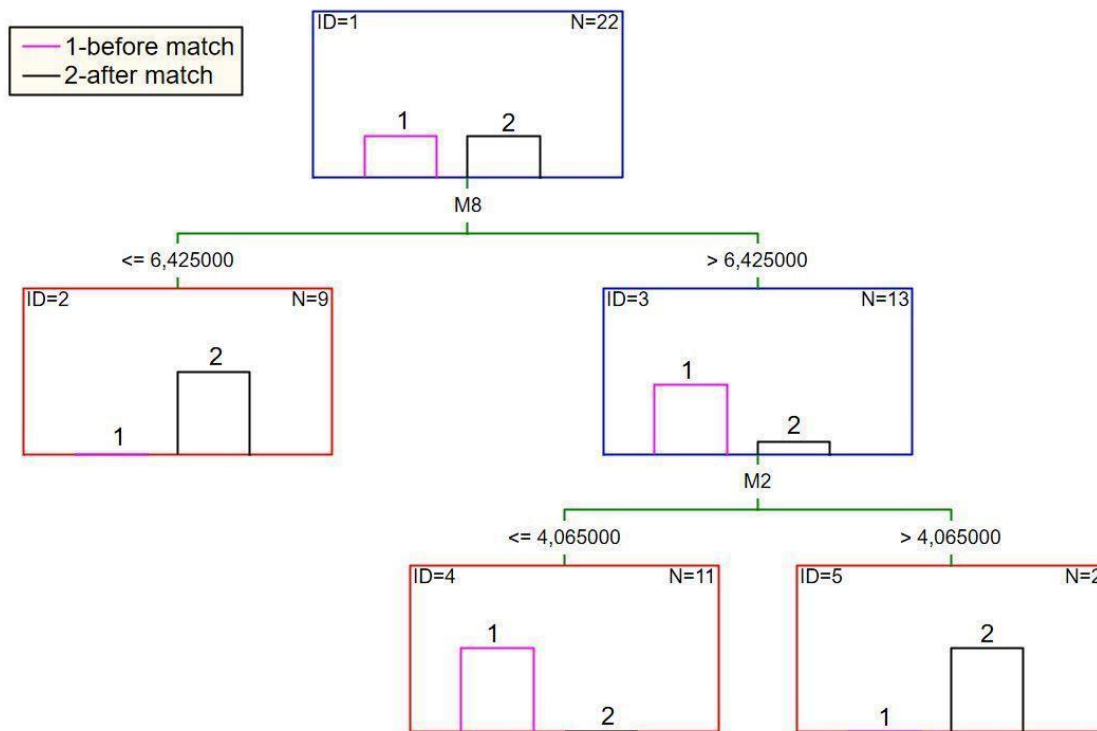 1-before match
2-after match
ID=1 N=22
1 2
M8
<= 6,425000 > 6,425000
ID=2 N=9
1 2
ID=3 N=13
1 2
M2
<= 4,065000 > 4,065000
ID=4 N=11
1 2
ID=5 N=2
1 2